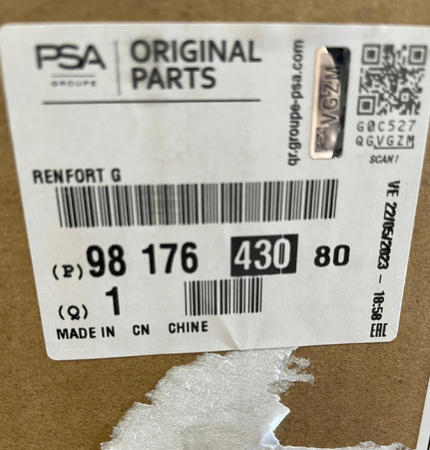 PSA
GROUPE
ORIGINAL
PARTS
qr.groupe-psa.com
VGZM
G0C527
QGVGZM
SCAN!
RENFORT G
(P) 98 176 430 80
(Q) 1
MADE IN CN CHINE
VE 22/05/2023 - 18:58
EAC